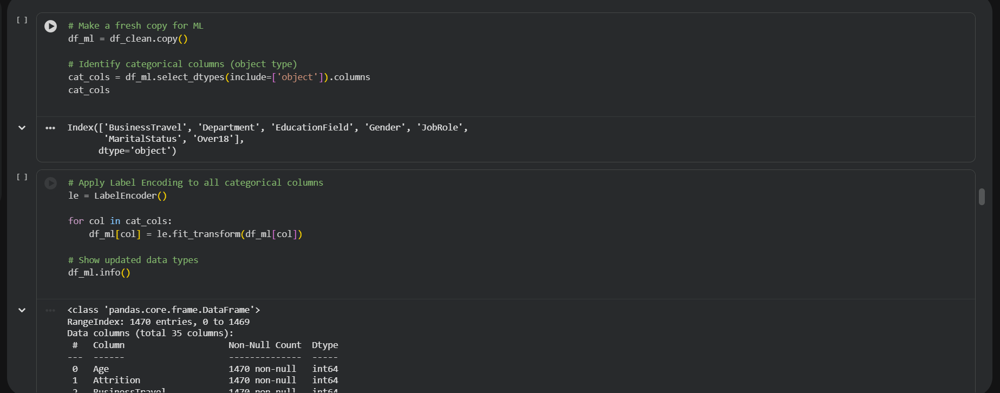 [ ]
# Make a fresh copy for ML
df_ml = df_clean.copy()
# Identify categorical columns (object type)
cat_cols = df_ml.select_dtypes(include=['object']).columns
cat_cols
Index(['BusinessTravel', 'Department', 'EducationField', 'Gender', 'JobRole',
       'MaritalStatus', 'Over18'],
      dtype='object')
[ ]
# Apply Label Encoding to all categorical columns
le = LabelEncoder()
for col in cat_cols:
    df_ml[col] = le.fit_transform(df_ml[col])
# Show updated data types
df_ml.info()
<class 'pandas.core.frame.DataFrame'>
RangeIndex: 1470 entries, 0 to 1469
Data columns (total 35 columns):
 #   Column                    Non-Null Count  Dtype
---  ------                    --------------  -----
 0   Age                       1470 non-null   int64
 1   Attrition                 1470 non-null   int64
 2   BusinessTravel            1470 non-null   int64